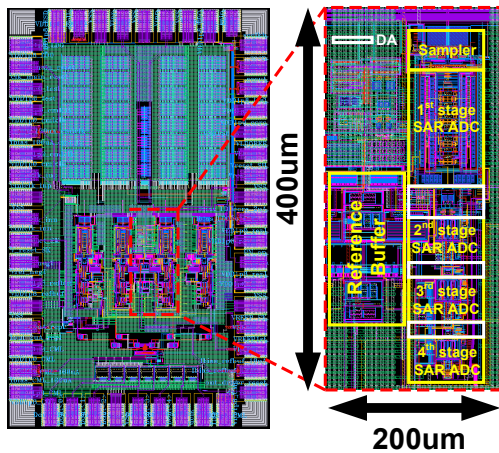 DA
Sampler
1st stage
SAR ADC
400um
Reference
Buffer
2nd stage
SAR ADC
3rd stage
SAR ADC
4th stage
SAR ADC
200um